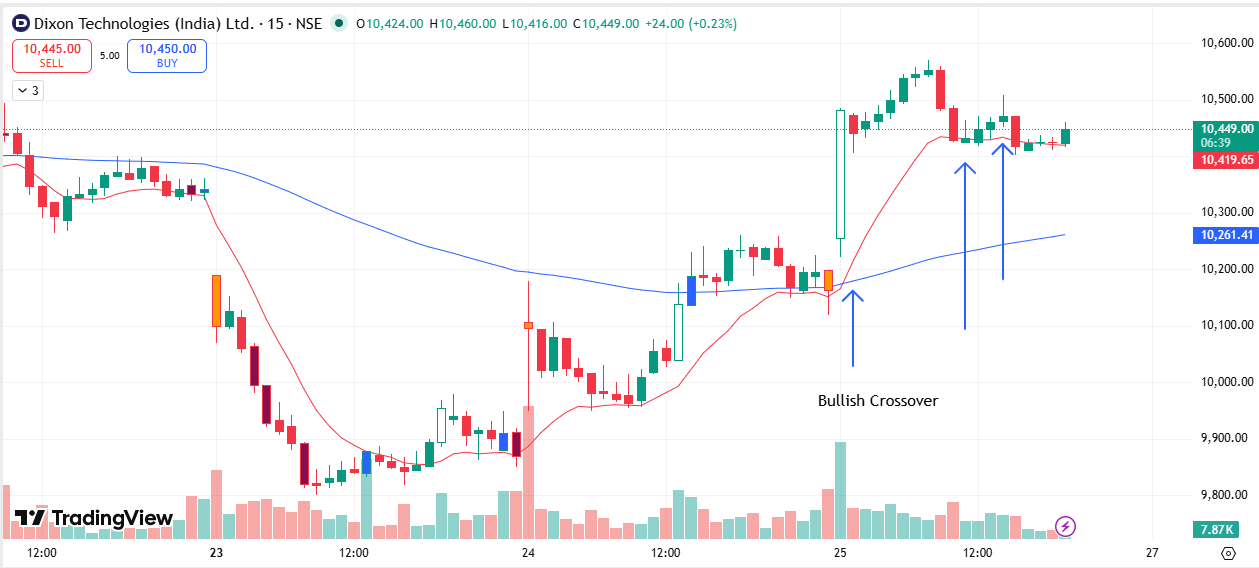 Dixon Technologies (India) Ltd. · 15 · NSE O10,424.00 H10,460.00 L10,416.00 C10,449.00 +24.00 (+0.23%)
10,445.00 5.00 10,450.00
SELL BUY
3
10,600.00
10,500.00
10,449.00
06:39
10,419.65
10,300.00
10,261.41
10,200.00
10,100.00
10,000.00
Bullish Crossover
9,900.00
9,800.00
TradingView
7.87K
12:00 23 12:00 24 12:00 25 12:00 27